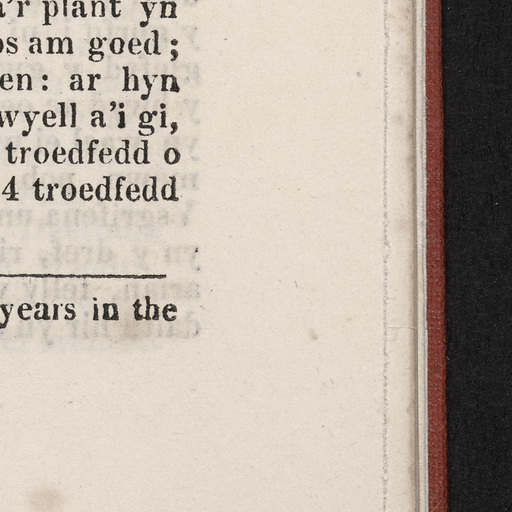 a'r plant yn
os am goed;
en: ar hyn
wyell a'i gi,
troedfedd o
4 troedfedd
years in the